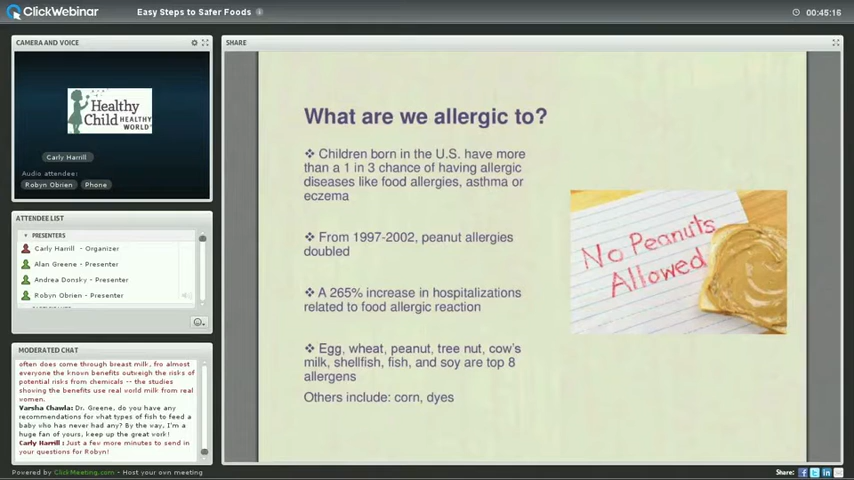 ClickWebinar
Easy Steps to Safer Foods
00:45:16
CAMERA AND VOICE
Healthy
Child HEALTHY
WORLD
Carly Harrill
Audio attendee:
Robyn Obrien
Phone
ATTENDEE LIST
PRESENTERS
Carly Harrill - Organizer
Alan Greene - Presenter
Andrea Donsky - Presenter
Robyn Obrien - Presenter
MODERATED CHAT
often does come through breast milk, fro almost
everyone the known benefits outweigh the risks of
potential risks from chemicals -- the studies
showing the benefits use real world milk from real
women.
Varsha Chawla: Dr. Greene, do you have any
recommendations for what types of fish to feed a
baby who has never had any? By the way, I'm a
huge fan of yours, keep up the great work!
Carly Harrill : Just a few more minutes to send in
your questions for Robyn!
SHARE
What are we allergic to?
❖ Children born in the U.S. have more
than a 1 in 3 chance of having allergic
diseases like food allergies, asthma or
eczema
❖ From 1997-2002, peanut allergies
doubled
❖ A 265% increase in hospitalizations
related to food allergic reaction
❖ Egg, wheat, peanut, tree nut, cow's
milk, shellfish, fish, and soy are top 8
allergens
Others include: corn, dyes
No Peanuts
Allowed
Powered by ClickMeeting.com - Host your own meeting
Share: